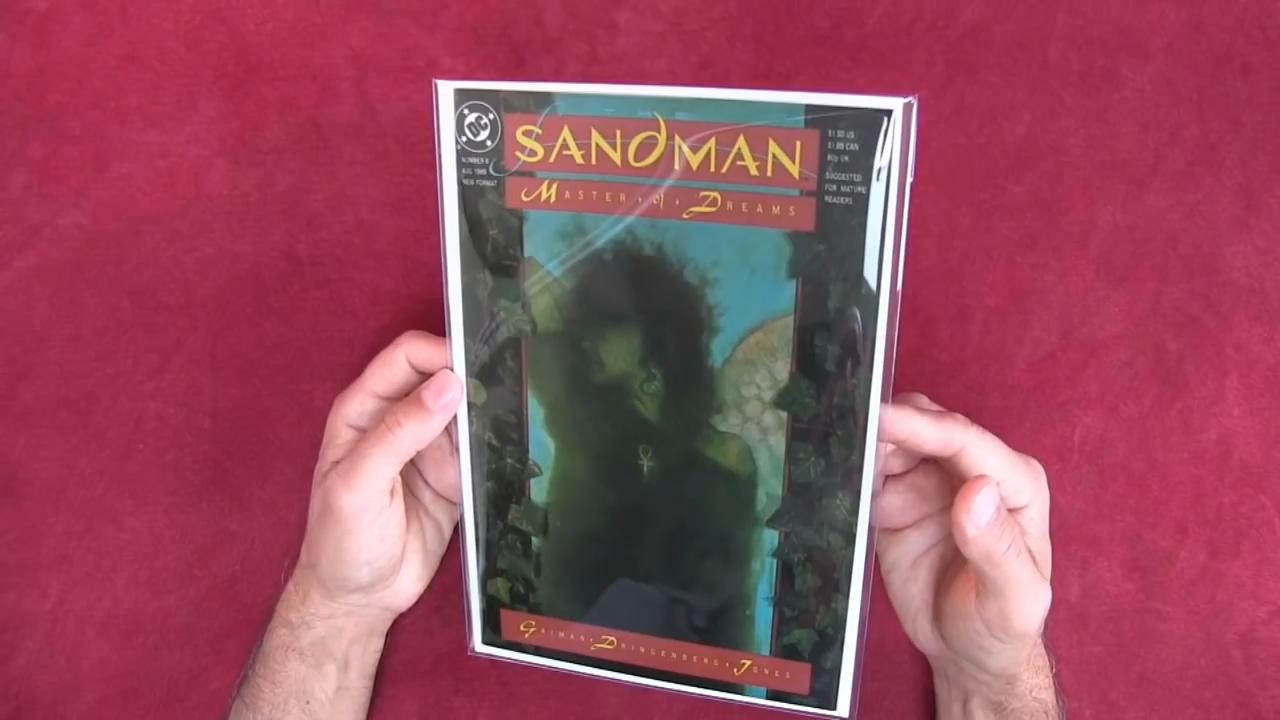 DC
SANDMAN
MASTER of DREAMS
NUMBER 8
AUG 1989
NEW FORMAT
$1.50 US
$1.85 CAN
80p UK
SUGGESTED
FOR MATURE
READERS
GAIMAN DRINGENBERG JONES